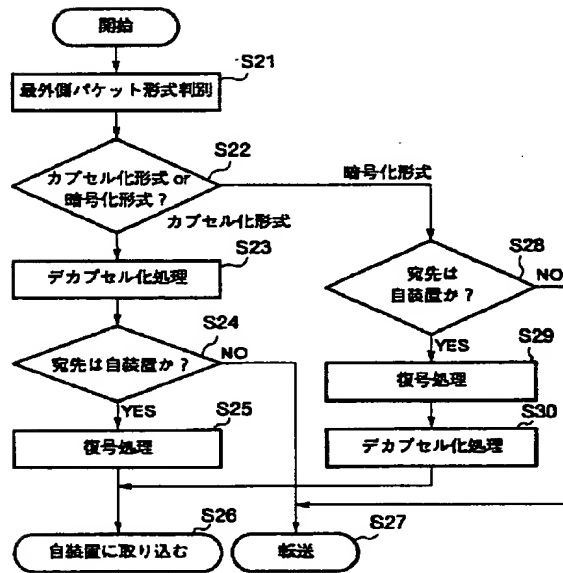 開始
S21
最外側パケット形式判別
S22
カプセル化形式 or
暗号化形式？
暗号化形式
カプセル化形式
S23
デカプセル化処理
S28
宛先は
自装置か？
NO
S24
宛先は自装置か？
NO
YES
S29
復号処理
YES
S25
復号処理
S30
デカプセル化処理
S26
自装置に取り込む
S27
転送